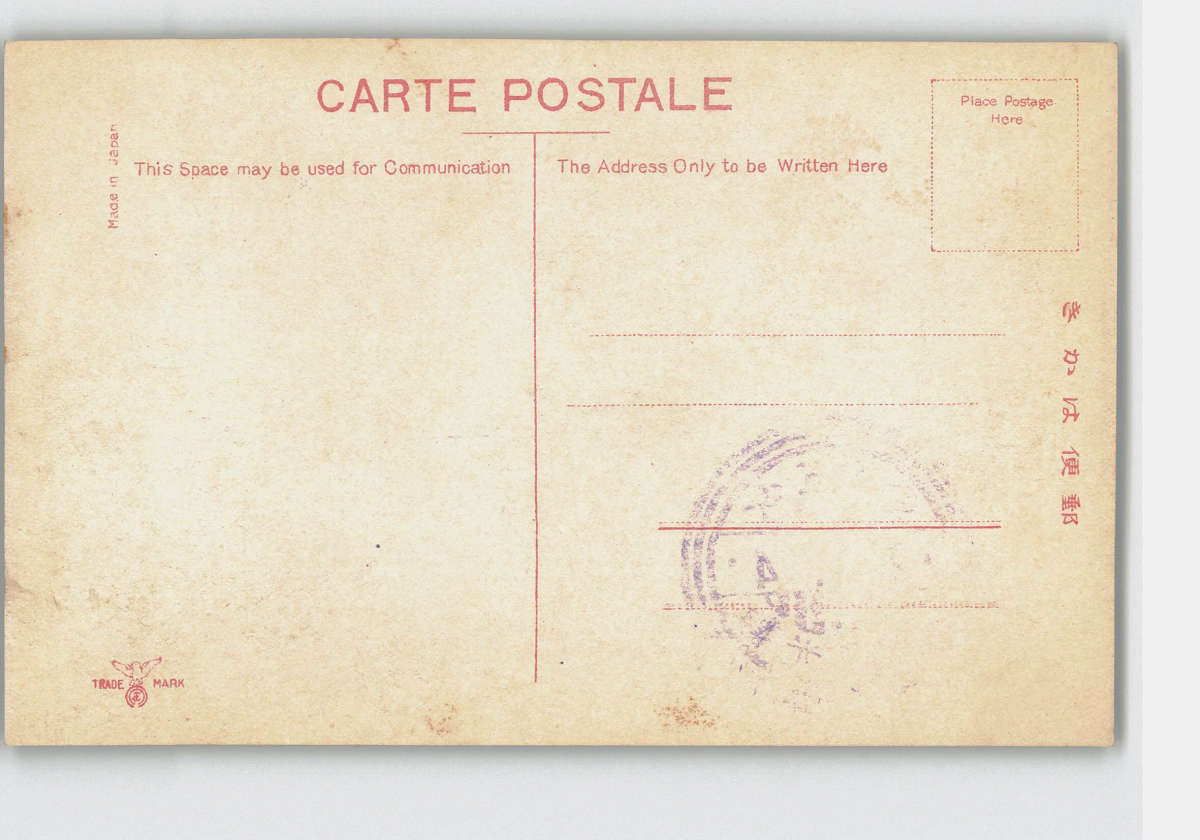 CARTE POSTALE
Place Postage
Here
Made in Japan
This Space may be used for Communication
The Address Only to be Written Here
きかは便郵
TRADE MARK